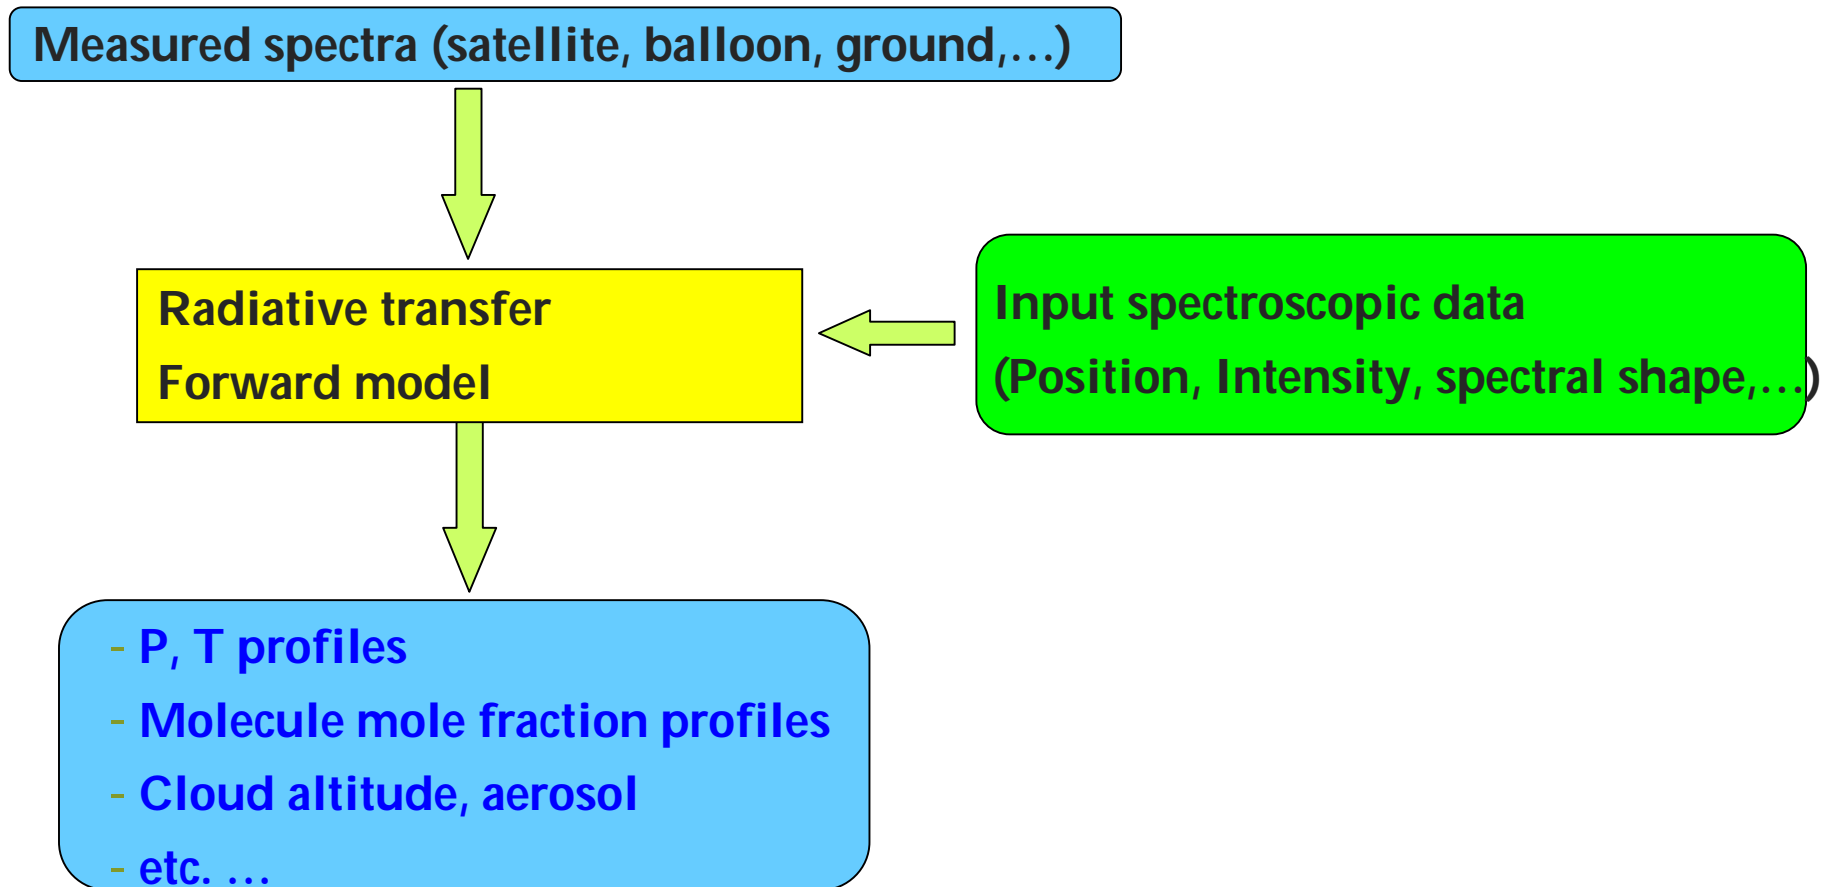 Measured spectra (satellite, balloon, ground,…)
Radiative transfer
Forward model
Input spectroscopic data
(Position, Intensity, spectral shape,…)
- P, T profiles
- Molecule mole fraction profiles
- Cloud altitude, aerosol
- etc. …